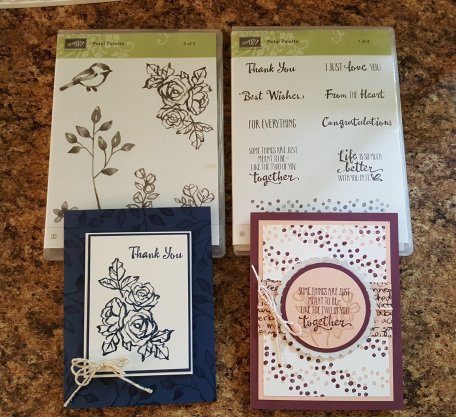 Petal Palette
2 of 2
Petal Palette
1 of 2
Thank You
I JUST love YOU
Best Wishes,
FROM THE HEART
FOR EVERYTHING
Congratulations
SOME THINGS ARE JUST
MEANT TO BE -
LIKE THE TWO OF YOU
together
Life IS SO MUCH
better
WITH YOU IN IT.
Thank You
SOME THINGS ARE JUST
MEANT TO BE -
LIKE THE TWO OF YOU
together